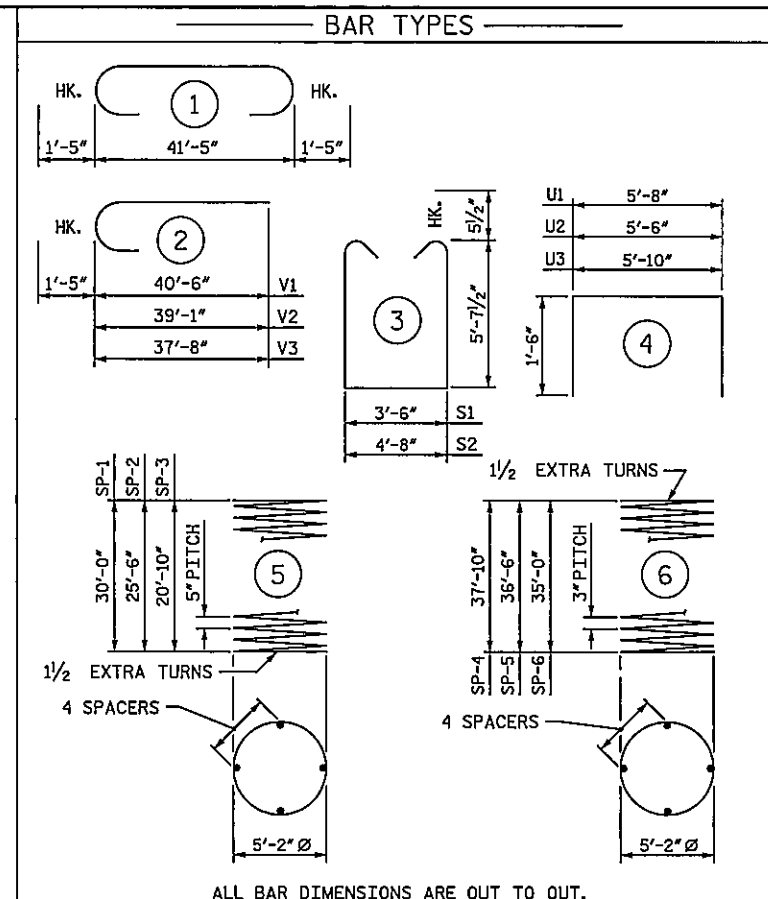 BAR TYPES
HK.
1
HK.
1'-5"
41'-5"
1'-5"
HK.
2
1'-5"
40'-6"
V1
39'-1"
V2
37'-8"
V3
HK.
5½"
3
5'-7½"
3'-6"
S1
4'-8"
S2
U1
5'-8"
U2
5'-6"
U3
5'-10"
1'-6"
4
SP-1
SP-2
SP-3
30'-0"
25'-6"
20'-10"
5" PITCH
5
1½ EXTRA TURNS
4 SPACERS
5'-2" Ø
1½ EXTRA TURNS
37'-10"
36'-6"
35'-0"
3" PITCH
6
SP-4
SP-5
SP-6
4 SPACERS
5'-2" Ø
ALL BAR DIMENSIONS ARE OUT TO OUT.